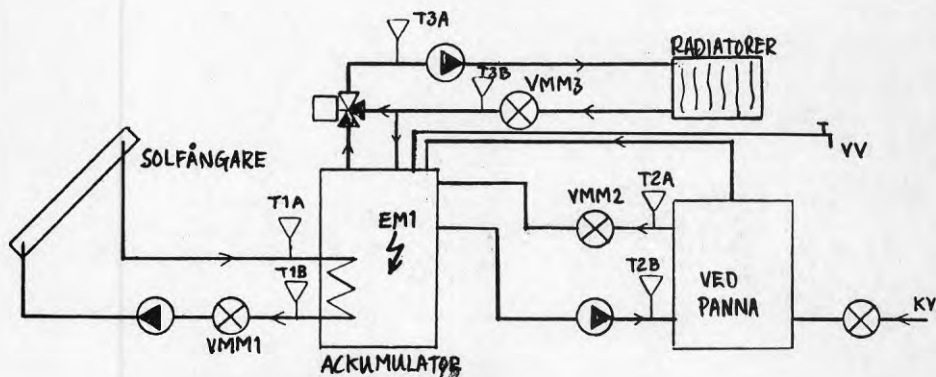 T3A
RADIATORER
T3B
VMM3
SOLFÅNGARE
VV
T1A
EM1
VMM2
T2A
T1B
T2B
VED
PANNA
KV
VMM1
ACKUMULATOR